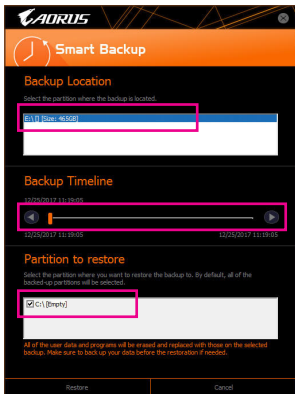 AORUS
Smart Backup
Backup Location
Select the partition where the backup is located.
E:\ [] [Size: 465GB]
Backup Timeline
12/25/2017 11:19:05
12/25/2017 11:19:05 12/25/2017 11:19:05
Partition to restore
Select the partition where you want to restore the backup to. By default, all of the
backed-up partitions will be selected.
C:\ [Empty]
All of the user data and programs will be erased and replaced with those on the selected
backup. Make sure to back up your data before the restoration if needed.
Restore Cancel